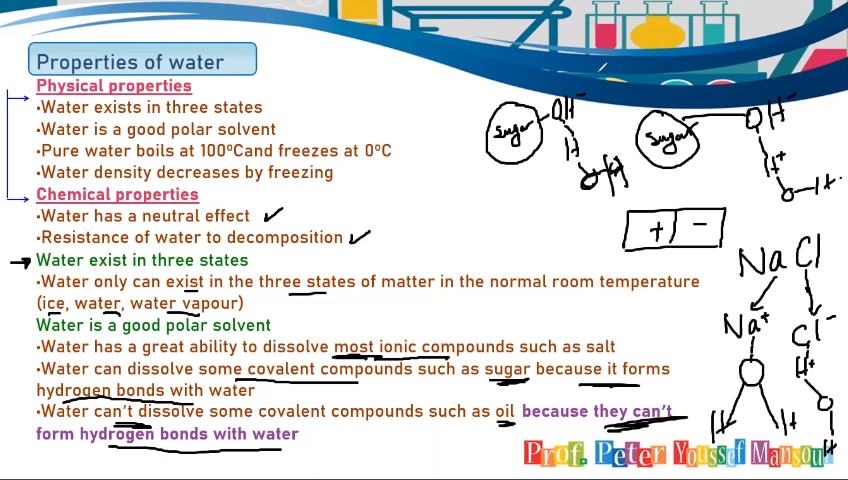 Properties of water
Physical properties
•Water exists in three states
•Water is a good polar solvent
•Pure water boils at 100ºCand freezes at 0ºC
•Water density decreases by freezing
Chemical properties
•Water has a neutral effect
•Resistance of water to decomposition
Water exist in three states
•Water only can exist in the three states of matter in the normal room temperature
(ice, water, water vapour)
Water is a good polar solvent
•Water has a great ability to dissolve most ionic compounds such as salt
•Water can dissolve some covalent compounds such as sugar because it forms
hydrogen bonds with water
•Water can't dissolve some covalent compounds such as oil because they can't
form hydrogen bonds with water
Sugar OH⁻
H
O-H
Sugar OH⁻
H⁺
O-H
+ -
NaCl
Na⁺ Cl⁻
H⁺
O O
H H H
Prof. Peter Youssef Mansour